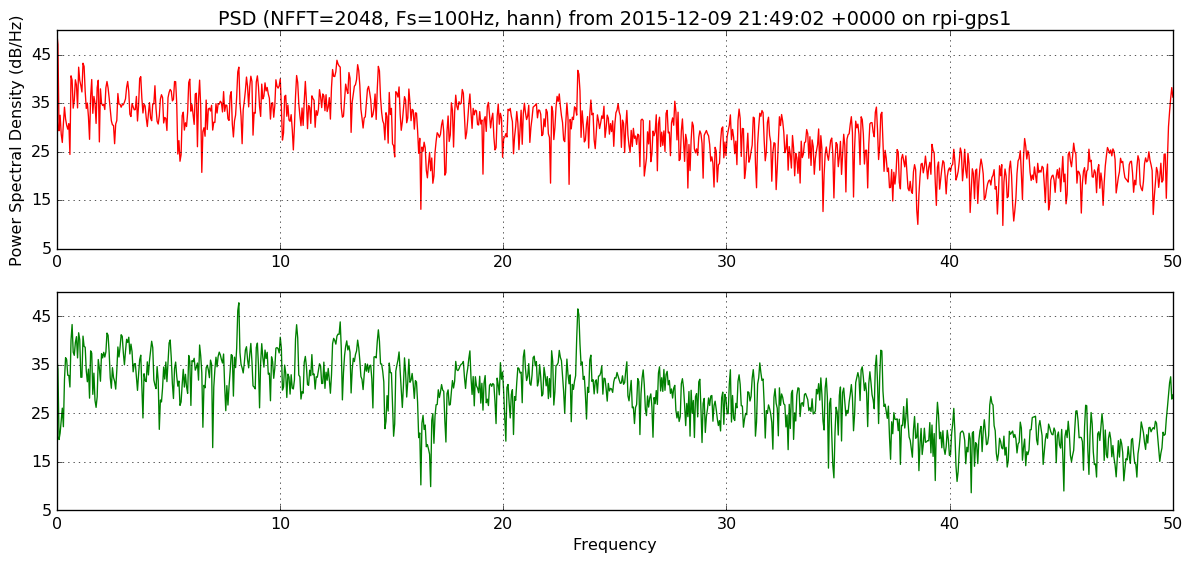 PSD (NFFT=2048, Fs=100Hz, hann) from 2015-12-09 21:49:02 +0000 on rpi-gps1
Power Spectral Density (dB/Hz)
45
35
25
15
5
0 10 20 30 40 50
45
35
25
15
5
0 10 20 30 40 50
Frequency